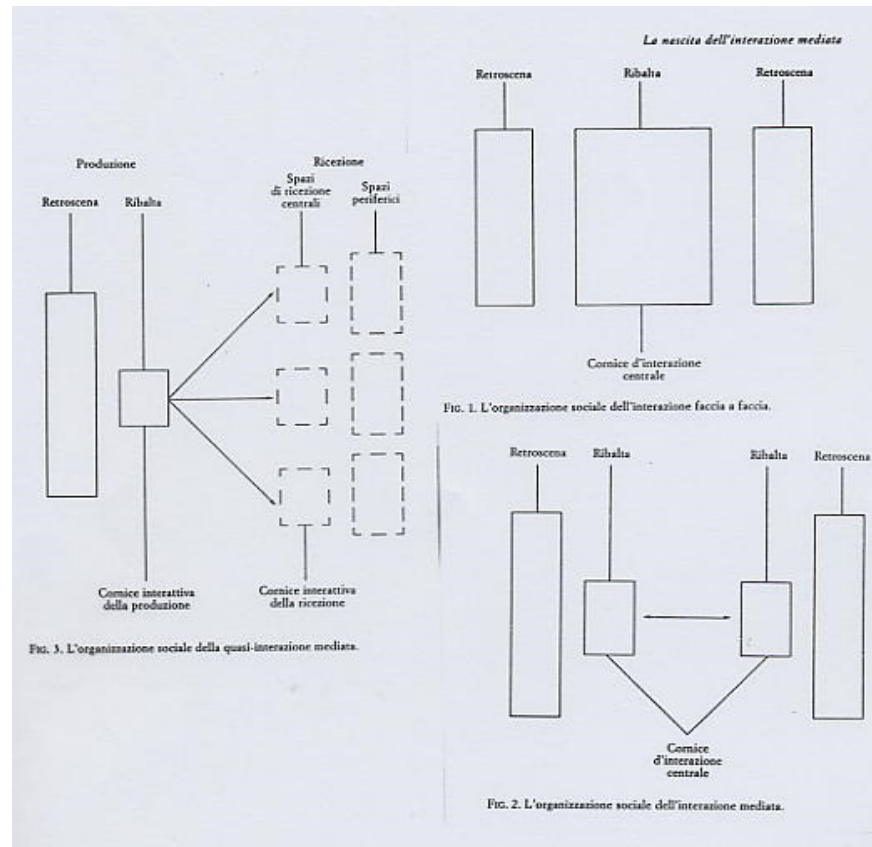 La nascita dell'interazione mediata
Retroscena
Ribalta
Retroscena
Cornice d'interazione
centrale
FIG. 1. L'organizzazione sociale dell'interazione faccia a faccia.
Retroscena
Ribalta
Ribalta
Retroscena
Cornice
d'interazione
centrale
FIG. 2. L'organizzazione sociale dell'interazione mediata.
Produzione
Ricezione
Retroscena
Ribalta
Spazi
di ricezione
centrali
Spazi
periferici
Cornice interattiva
della produzione
Cornice interattiva
della ricezione
FIG. 3. L'organizzazione sociale della quasi-interazione mediata.